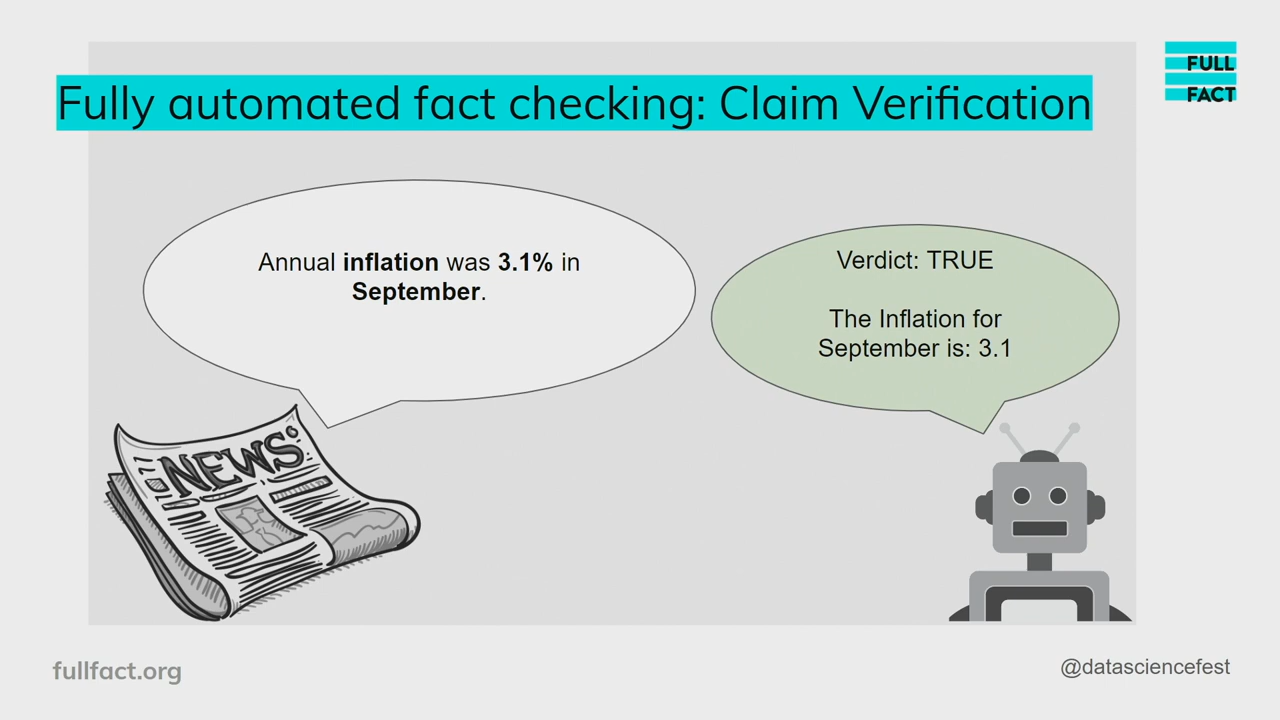 Fully automated fact checking: Claim Verification
FULL
FACT
Annual inflation was 3.1% in
September.
Verdict: TRUE
The Inflation for
September is: 3.1
NEWS
fullfact.org
@datasciencefest